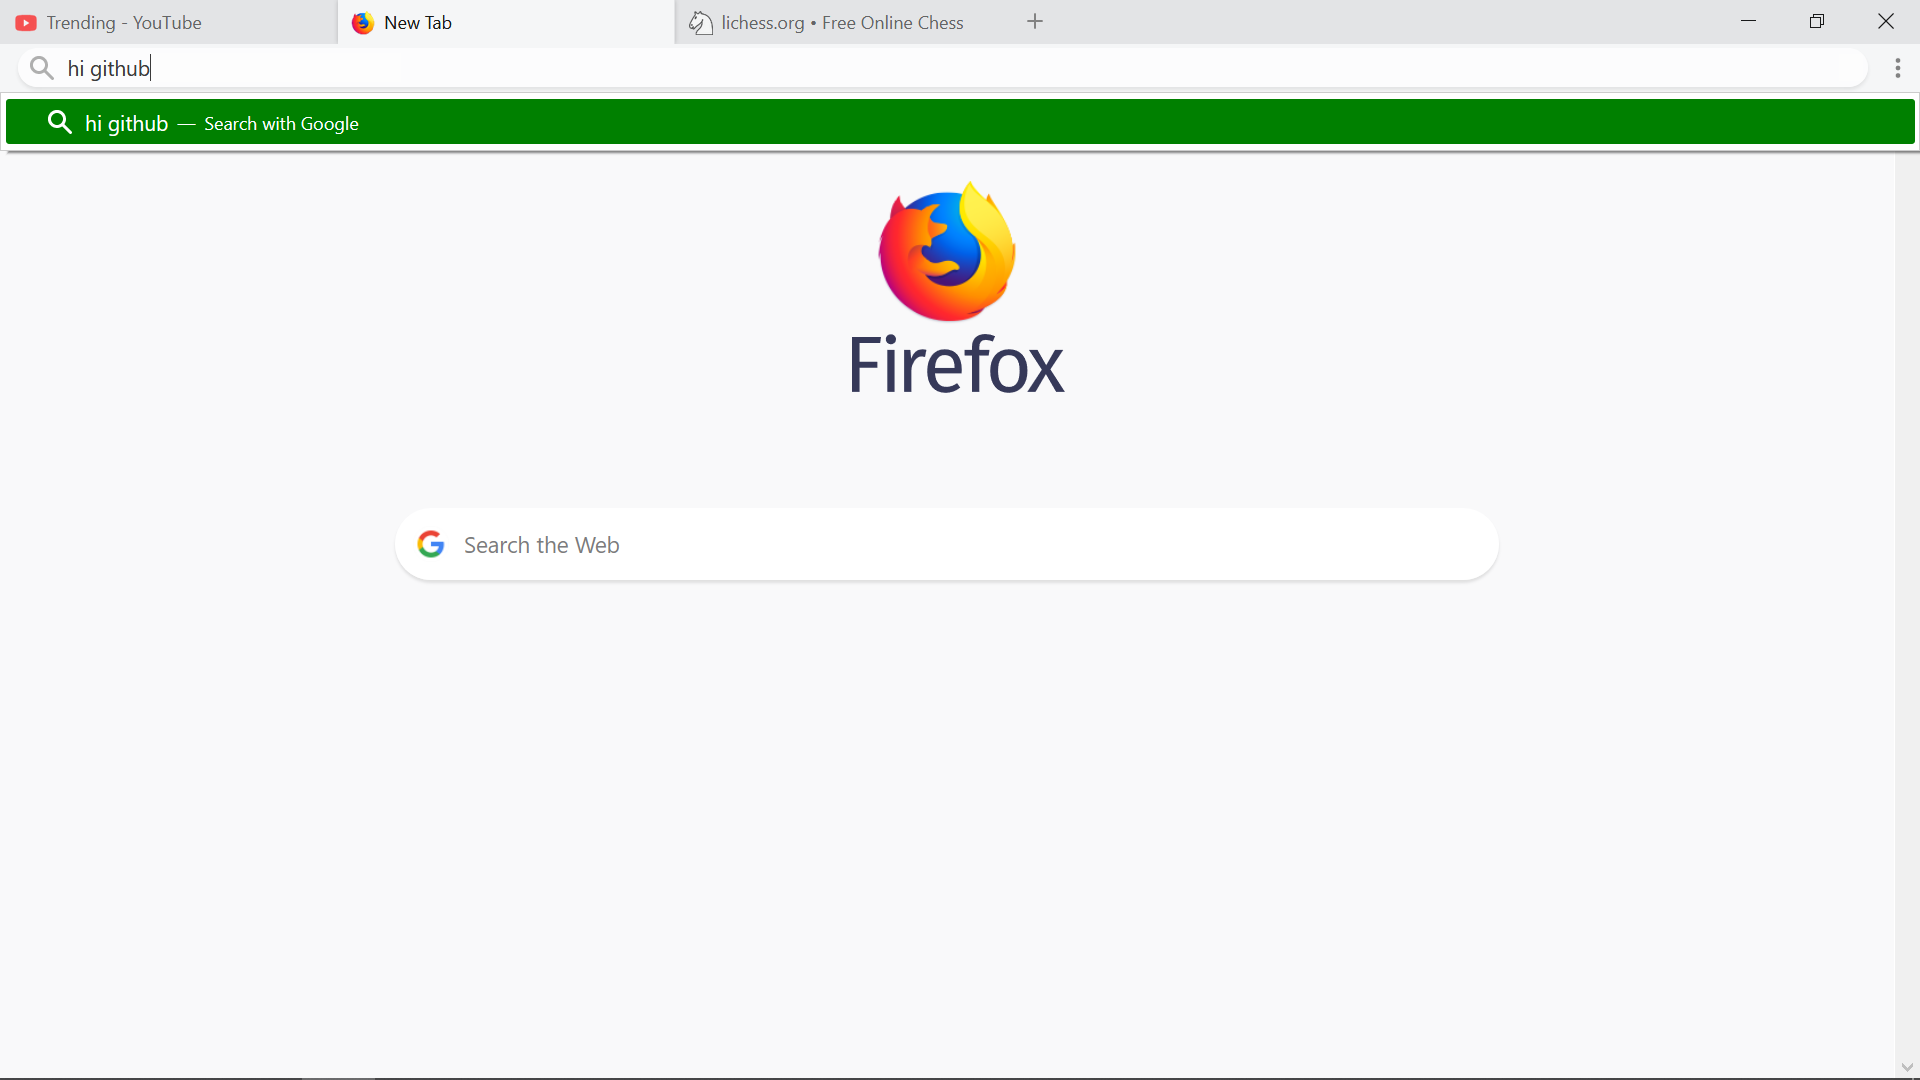 Trending - YouTube
New Tab
lichess.org • Free Online Chess
hi github
hi github — Search with Google
Firefox
Search the Web